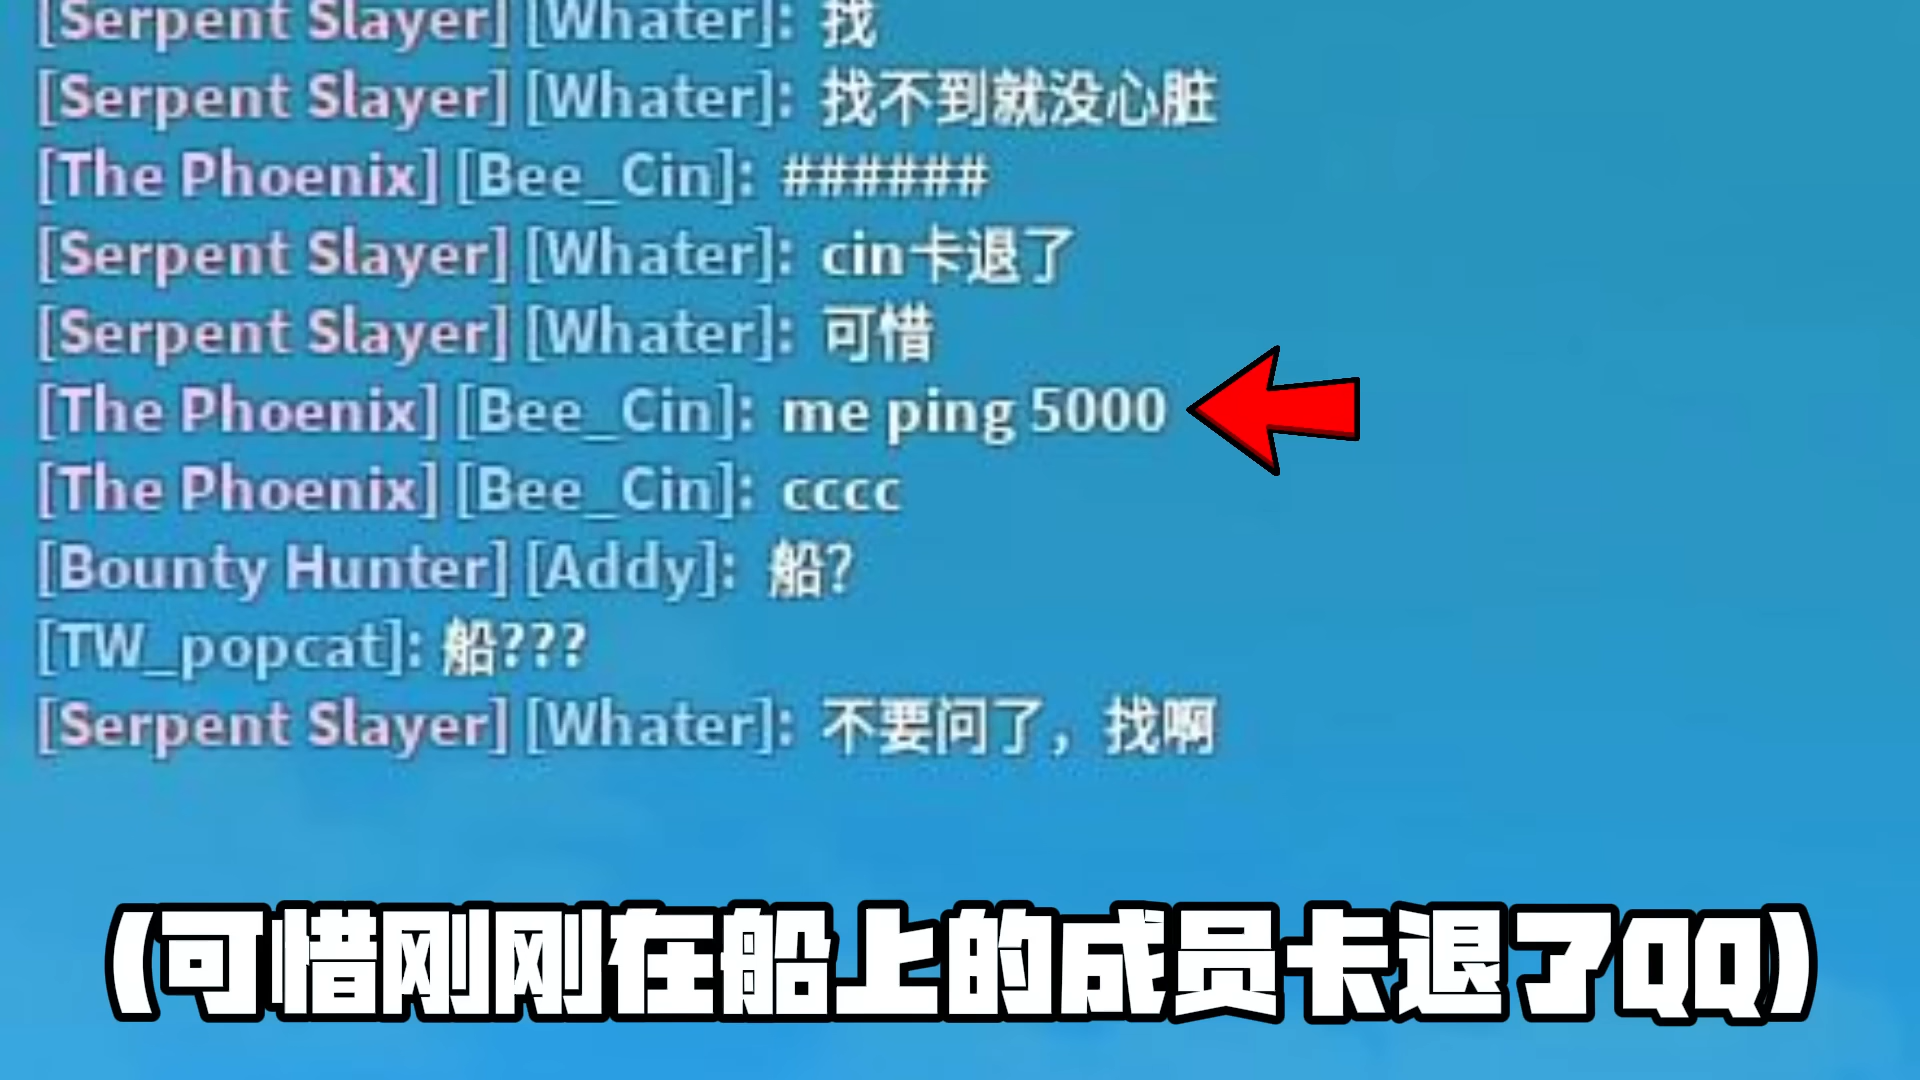 [Serpent Slayer] [Whater]: 找
[Serpent Slayer] [Whater]: 找不到就没心脏
[The Phoenix] [Bee_Cin]: ######
[Serpent Slayer] [Whater]: cin卡退了
[Serpent Slayer] [Whater]: 可惜
[The Phoenix] [Bee_Cin]: me ping 5000
[The Phoenix] [Bee_Cin]: cccc
[Bounty Hunter] [Addy]: 船?
[TW_popcat]: 船???
[Serpent Slayer] [Whater]: 不要问了，找啊
(可惜刚刚在船上的成员卡退了QQ)